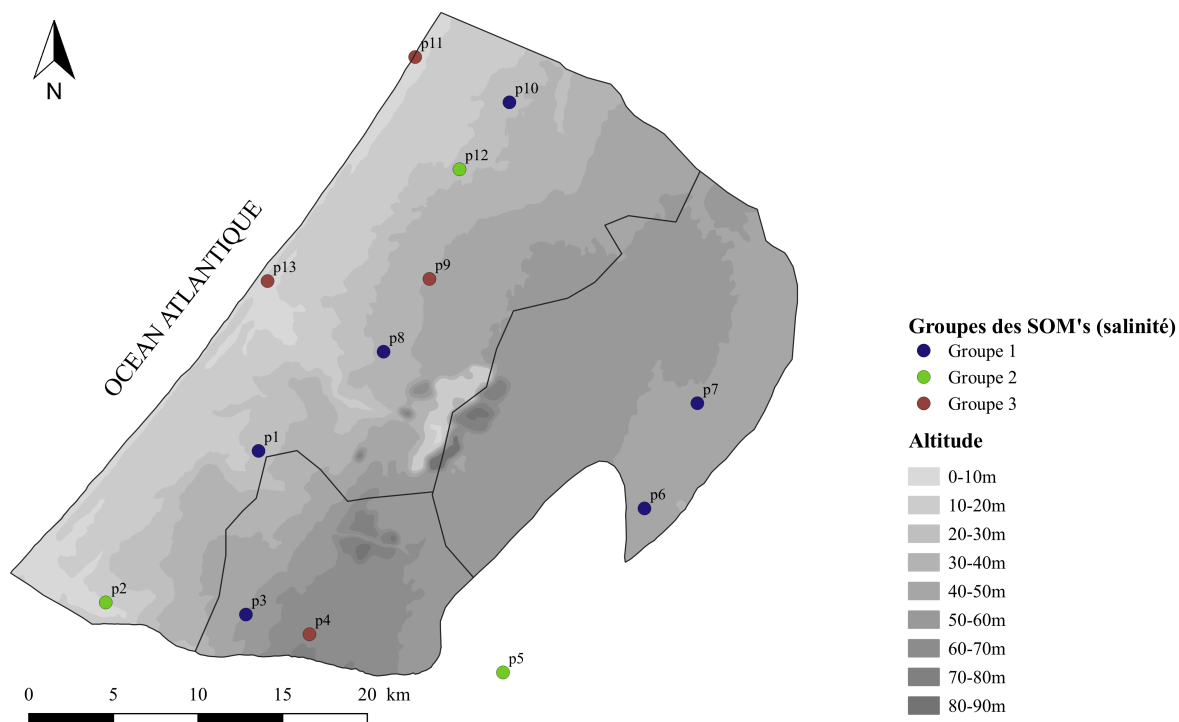 N
OCEAN ATLANTIQUE
p11
p10
p12
p13
p9
p8
p7
p1
p6
p2
p3
p4
p5
0 5 10 15 20 km
Groupes des SOM's (salinité)
Groupe 1
Groupe 2
Groupe 3
Altitude
0-10m
10-20m
20-30m
30-40m
40-50m
50-60m
60-70m
70-80m
80-90m